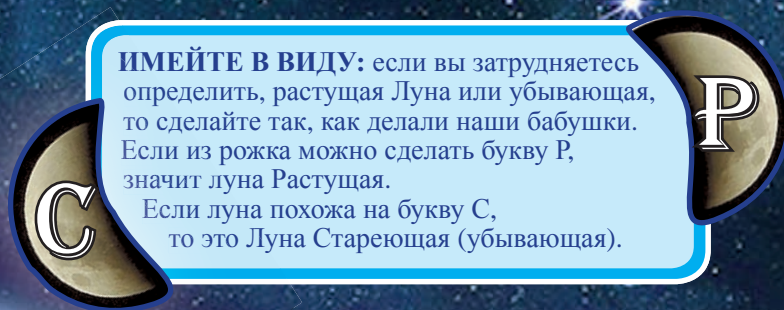 ИМЕЙТЕ В ВИДУ: если вы затрудняетесь
определить, растущая Луна или убывающая,
то сделайте так, как делали наши бабушки.
Если из рожка можно сделать букву Р,
значит луна Растущая.
Если луна похожа на букву С,
то это Луна Стареющая (убывающая).
Р
С